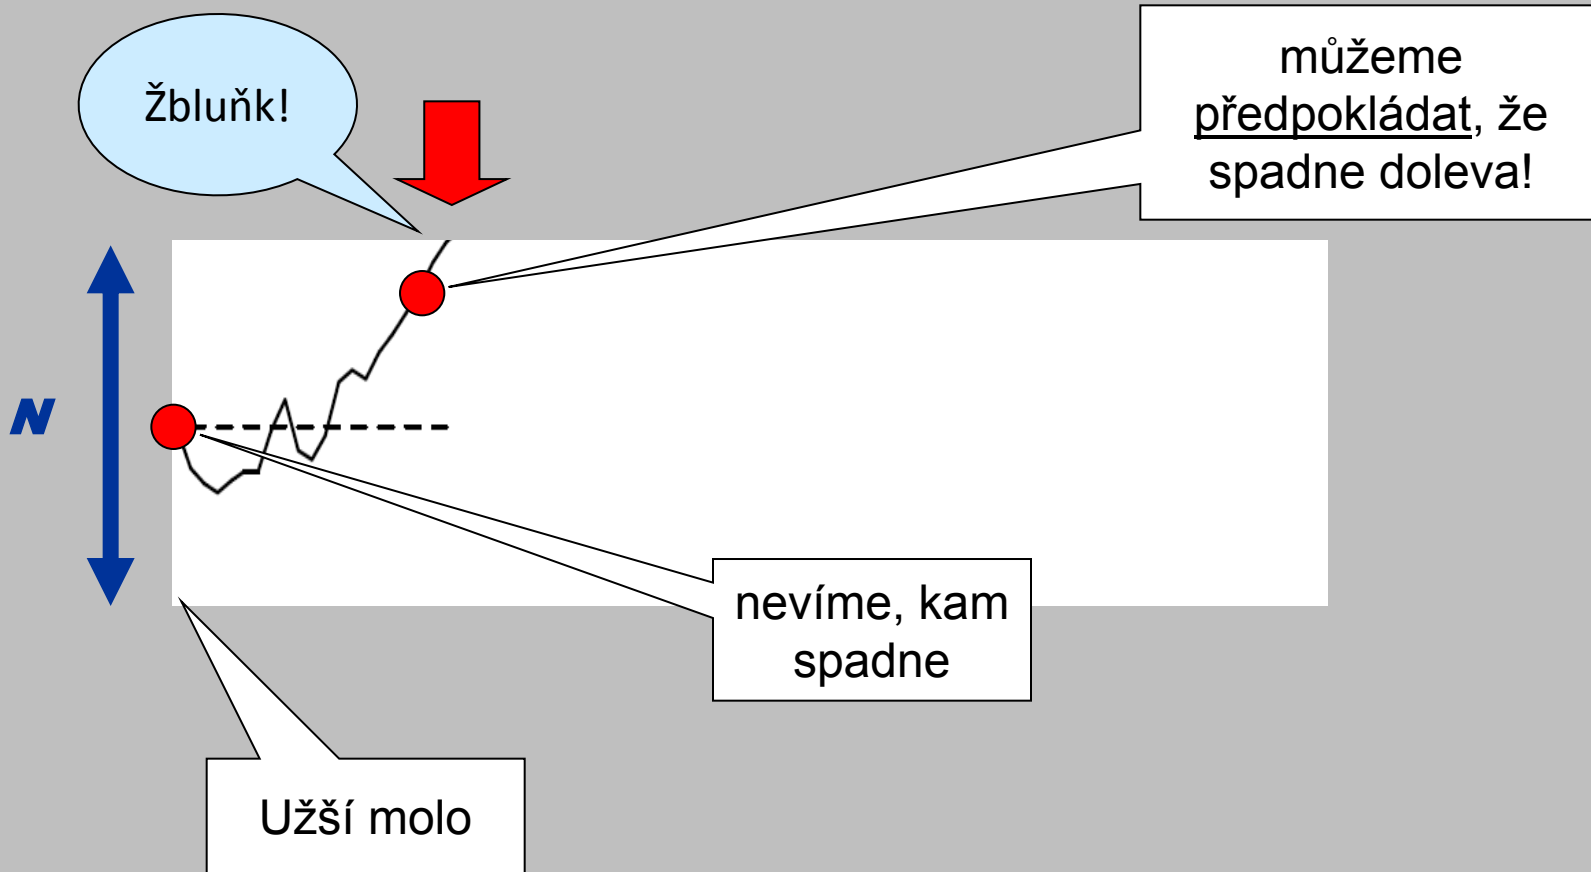 Žbluňk!
můžeme
předpokládat, že
spadne doleva!
N
nevíme, kam
spadne
Užší molo